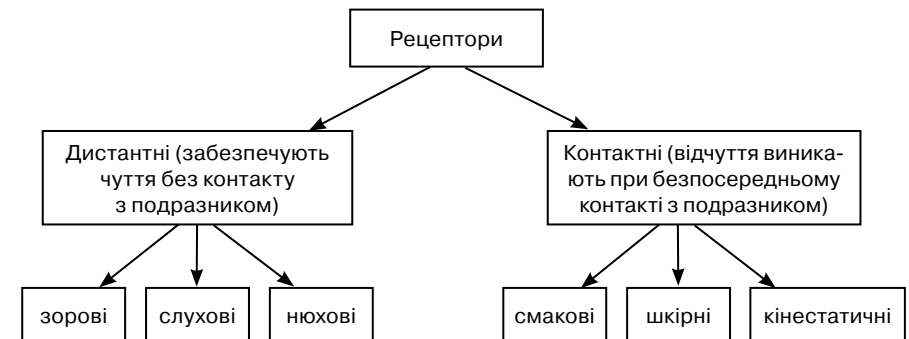 Рецептори
Дистантні (забезпечують
чуття без контакту
з подразником)
Контактні (відчуття виника-
ють при безпосередньому
контакті з подразником)
зорові
слухові
нюхові
смакові
шкірні
кінестатичні